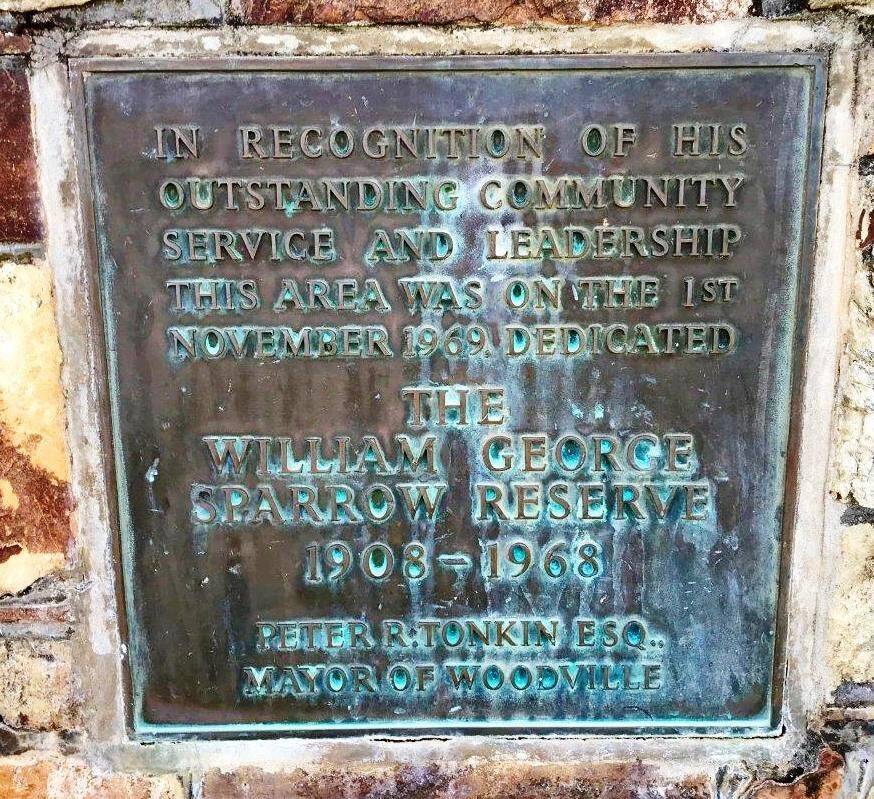 IN RECOGNITION OF HIS
OUTSTANDING COMMUNITY
SERVICE AND LEADERSHIP
THIS AREA WAS ON THE 1ST
NOVEMBER 1969. DEDICATED
THE
WILLIAM GEORGE
SPARROW RESERVE
1908-1968
PETER R. TONKIN ESQ.,
MAYOR OF WOODVILLE